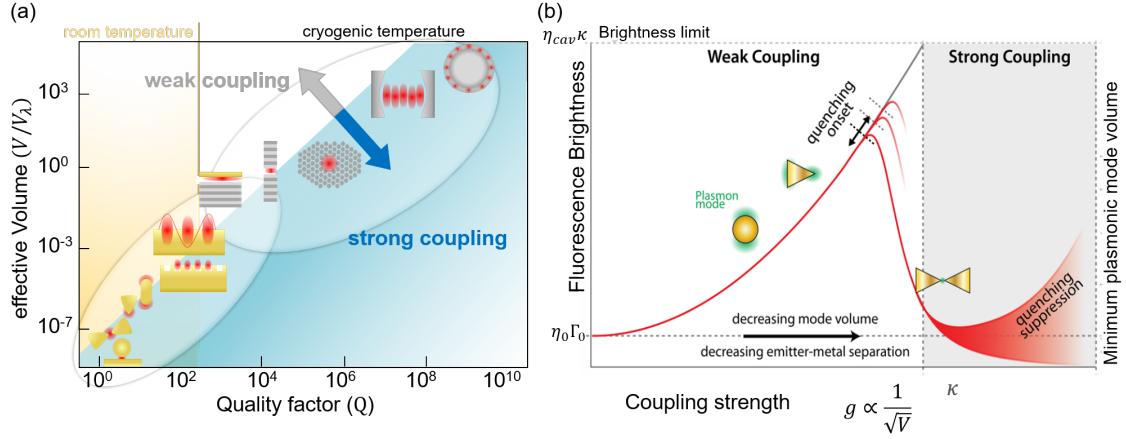 (a)
room temperature
cryogenic temperature
weak coupling
strong coupling
effective Volume (V/V_λ)
10³
10⁰
10⁻³
10⁻⁷
10⁰
10²
10⁴
10⁶
10⁸
10¹⁰
Quality factor (Q)
(b)
η_cav κ
Brightness limit
Weak Coupling
Strong Coupling
Fluorescence Brightness
quenching
onset
Plasmon
mode
η₀Γ₀
decreasing mode volume
decreasing emitter-metal separation
quenching
suppression
Minimum plasmonic mode volume
κ
Coupling strength
g ∝ 1/√V